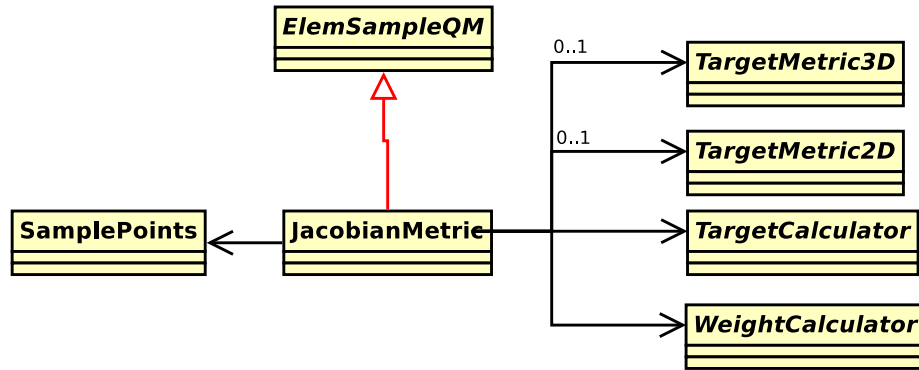 ElemSampleQM
0..1
TargetMetric3D
0..1
TargetMetric2D
SamplePoints
JacobianMetric
TargetCalculator
WeightCalculator